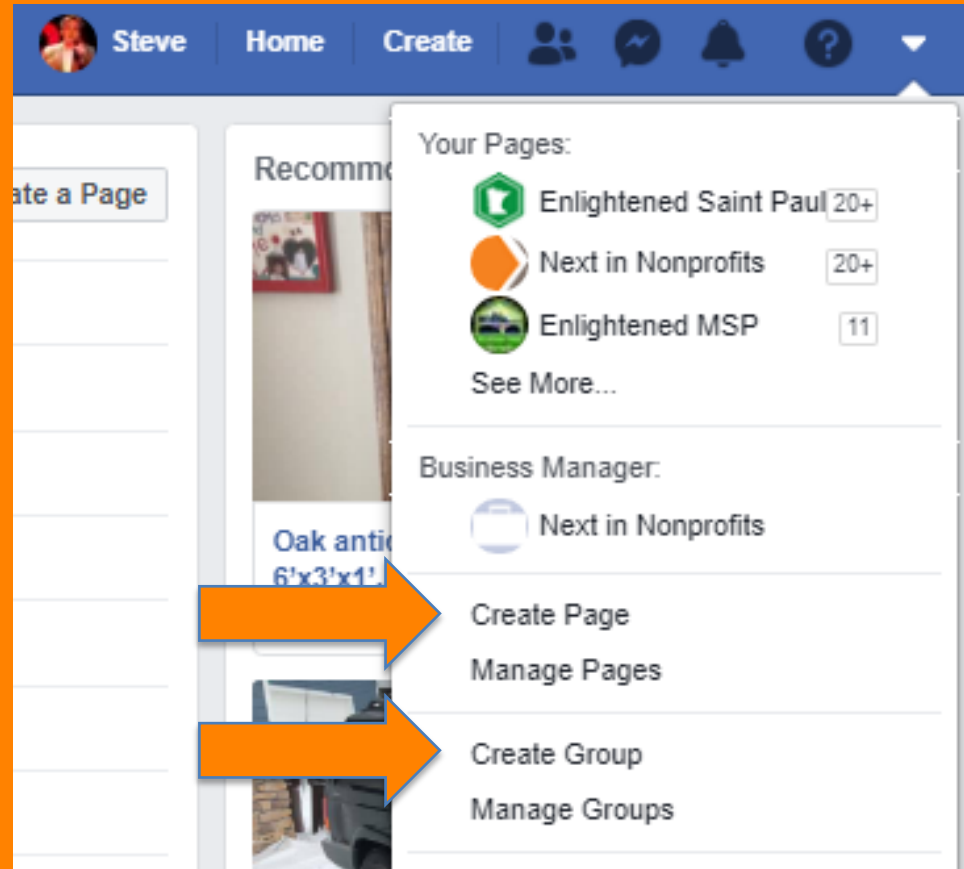 Steve Home Create
ate a Page
Recomm
Oak antic
6'x3'x1'.
Your Pages:
Enlightened Saint Paul 20+
Next in Nonprofits 20+
Enlightened MSP 11
See More...
Business Manager:
Next in Nonprofits
Create Page
Manage Pages
Create Group
Manage Groups